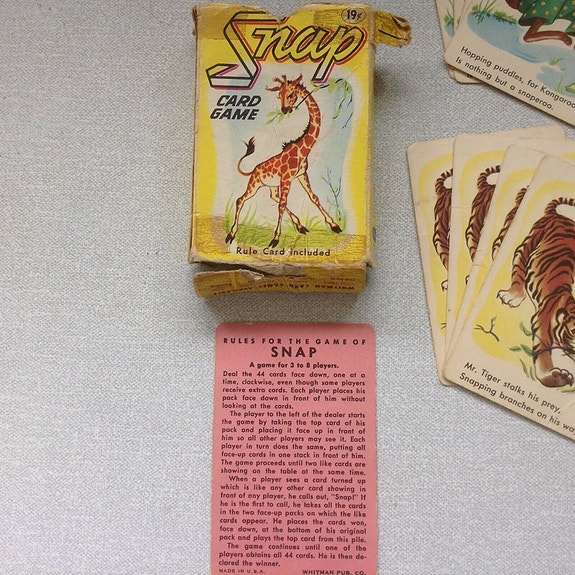 19¢
Snap
CARD
GAME
Rule Card Included
RULES FOR THE GAME OF
SNAP
A game for 3 to 8 players.
Deal the 44 cards face down, one at a
time, clockwise, even though some players
receive extra cards. Each player places his
pack face down in front of him without
looking at the cards.
The player to the left of the dealer starts
the game by taking the top card of his
pack and placing it face up in front of
him so all other players may see it. Each
player in turn does the same, putting all
face-up cards in one stack in front of him.
The game proceeds until two like cards are
showing on the table at the same time.
When a player sees a card turned up
which is like any other card showing in
front of any player, he calls out, "Snap!" If
he is the first to call, he takes all the cards
in the two face-up packs on which the like
cards appear. He places the cards won,
face down, at the bottom of his original
pack and plays the top card from this pile.
The game continues until one of the
players obtains all 44 cards. He is then de-
clared the winner.
MADE IN U.S.A. WHITMAN PUB. CO.
Hopping puddles, for Kangaroo
Is nothing but a snaperoo.
Mr. Tiger stalks his prey,
Snapping branches on his way